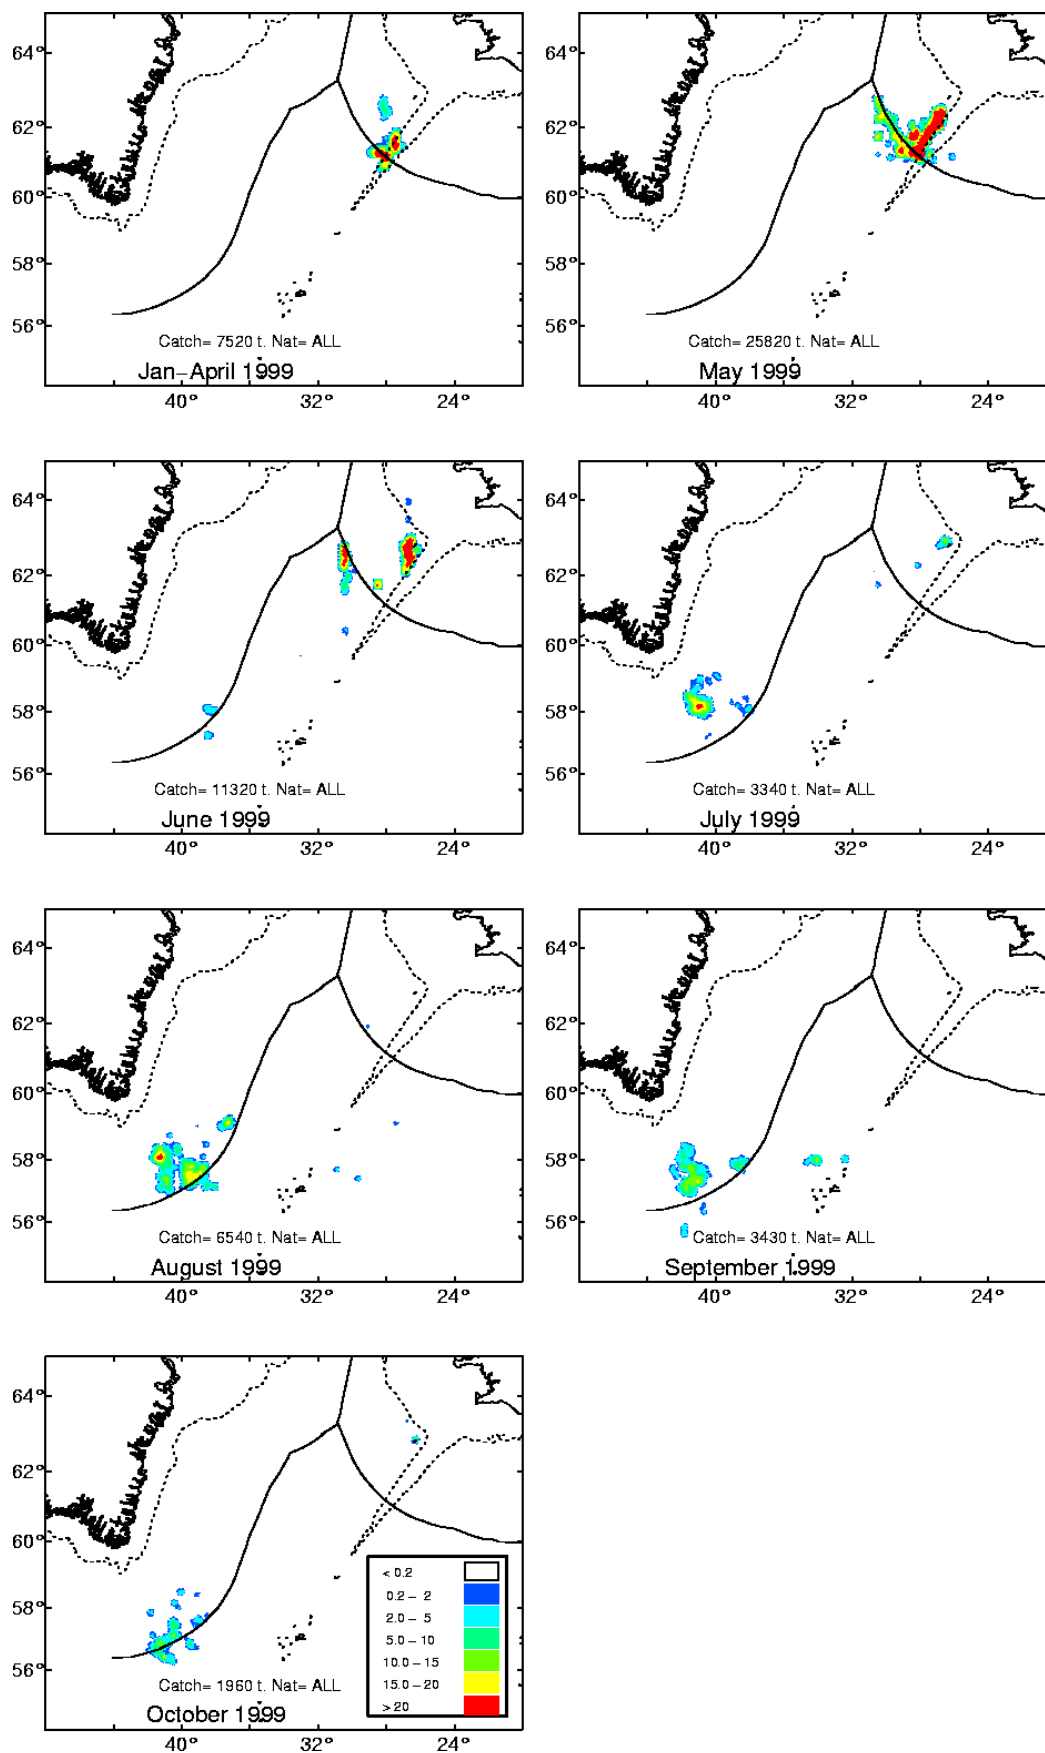 64°
64°
62°
62°
60°
60°
58°
58°
56°
56°
Catch= 7520 t. Nat= ALL
Catch= 25820 t. Nat= ALL
Jan–April 1999
May 1999
40° 32° 24°
40° 32° 24°
64°
64°
62°
62°
60°
60°
58°
58°
56°
56°
Catch= 11320 t. Nat= ALL
Catch= 3340 t. Nat= ALL
June 1999
July 1999
40° 32° 24°
40° 32° 24°
64°
64°
62°
62°
60°
60°
58°
58°
56°
56°
Catch= 6540 t. Nat= ALL
Catch= 3430 t. Nat= ALL
August 1999
September 1999
40° 32° 24°
40° 32° 24°
64°
62°
60°
58°
56°
< 0.2
0.2 – 2
2.0 – 5
5.0 – 10
10.0 – 15
15.0 – 20
> 20
Catch= 1960 t. Nat= ALL
October 1999
40° 32° 24°